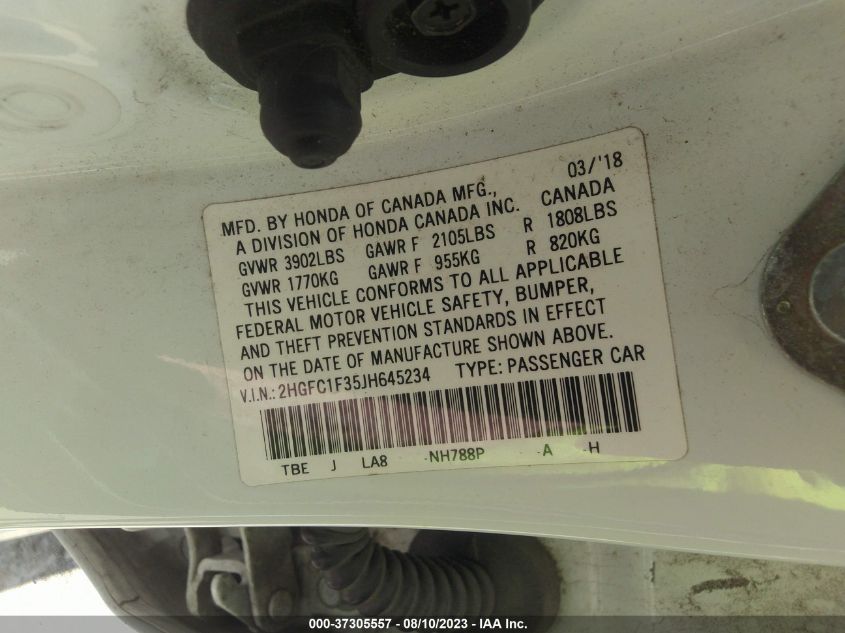 MFD. BY HONDA OF CANADA MFG., 03/'18
A DIVISION OF HONDA CANADA INC. CANADA
GVWR 3902LBS GAWR F 2105LBS R 1808LBS
GVWR 1770KG GAWR F 955KG R 820KG
THIS VEHICLE CONFORMS TO ALL APPLICABLE
FEDERAL MOTOR VEHICLE SAFETY, BUMPER,
AND THEFT PREVENTION STANDARDS IN EFFECT
ON THE DATE OF MANUFACTURE SHOWN ABOVE.
V.I.N.: 2HGFC1F35JH645234 TYPE: PASSENGER CAR
TBE J LA8 -NH788P -A -H
000-37305557 - 08/10/2023 - IAA Inc.